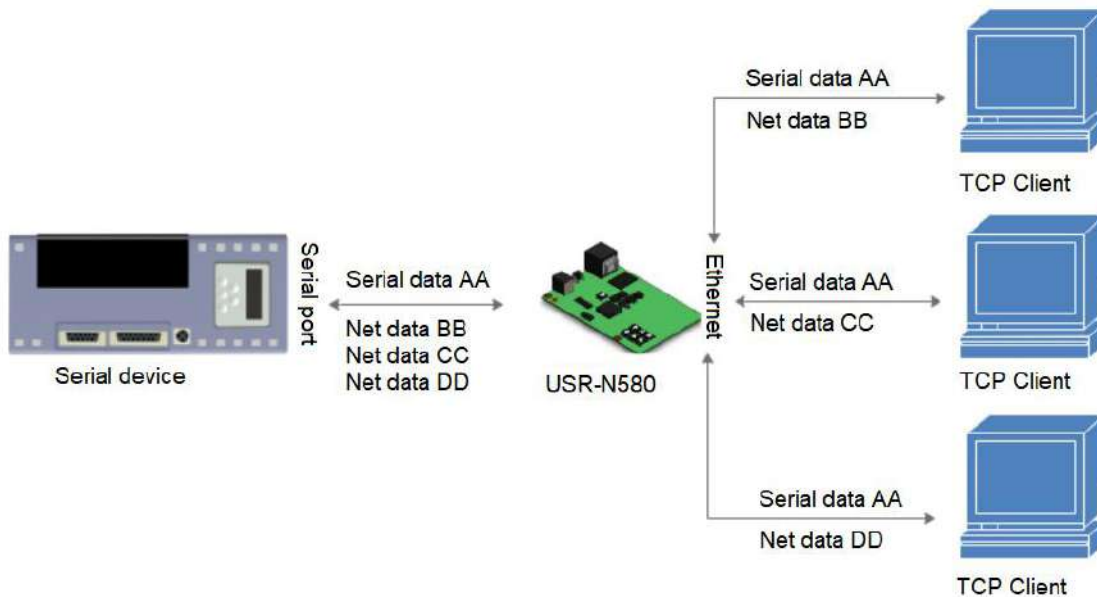 Serial data AA
Net data BB
TCP Client
Serial port
Serial data AA
Net data BB
Net data CC
Net data DD
Serial device
USR-N580
Ethernet
Serial data AA
Net data CC
TCP Client
Serial data AA
Net data DD
TCP Client